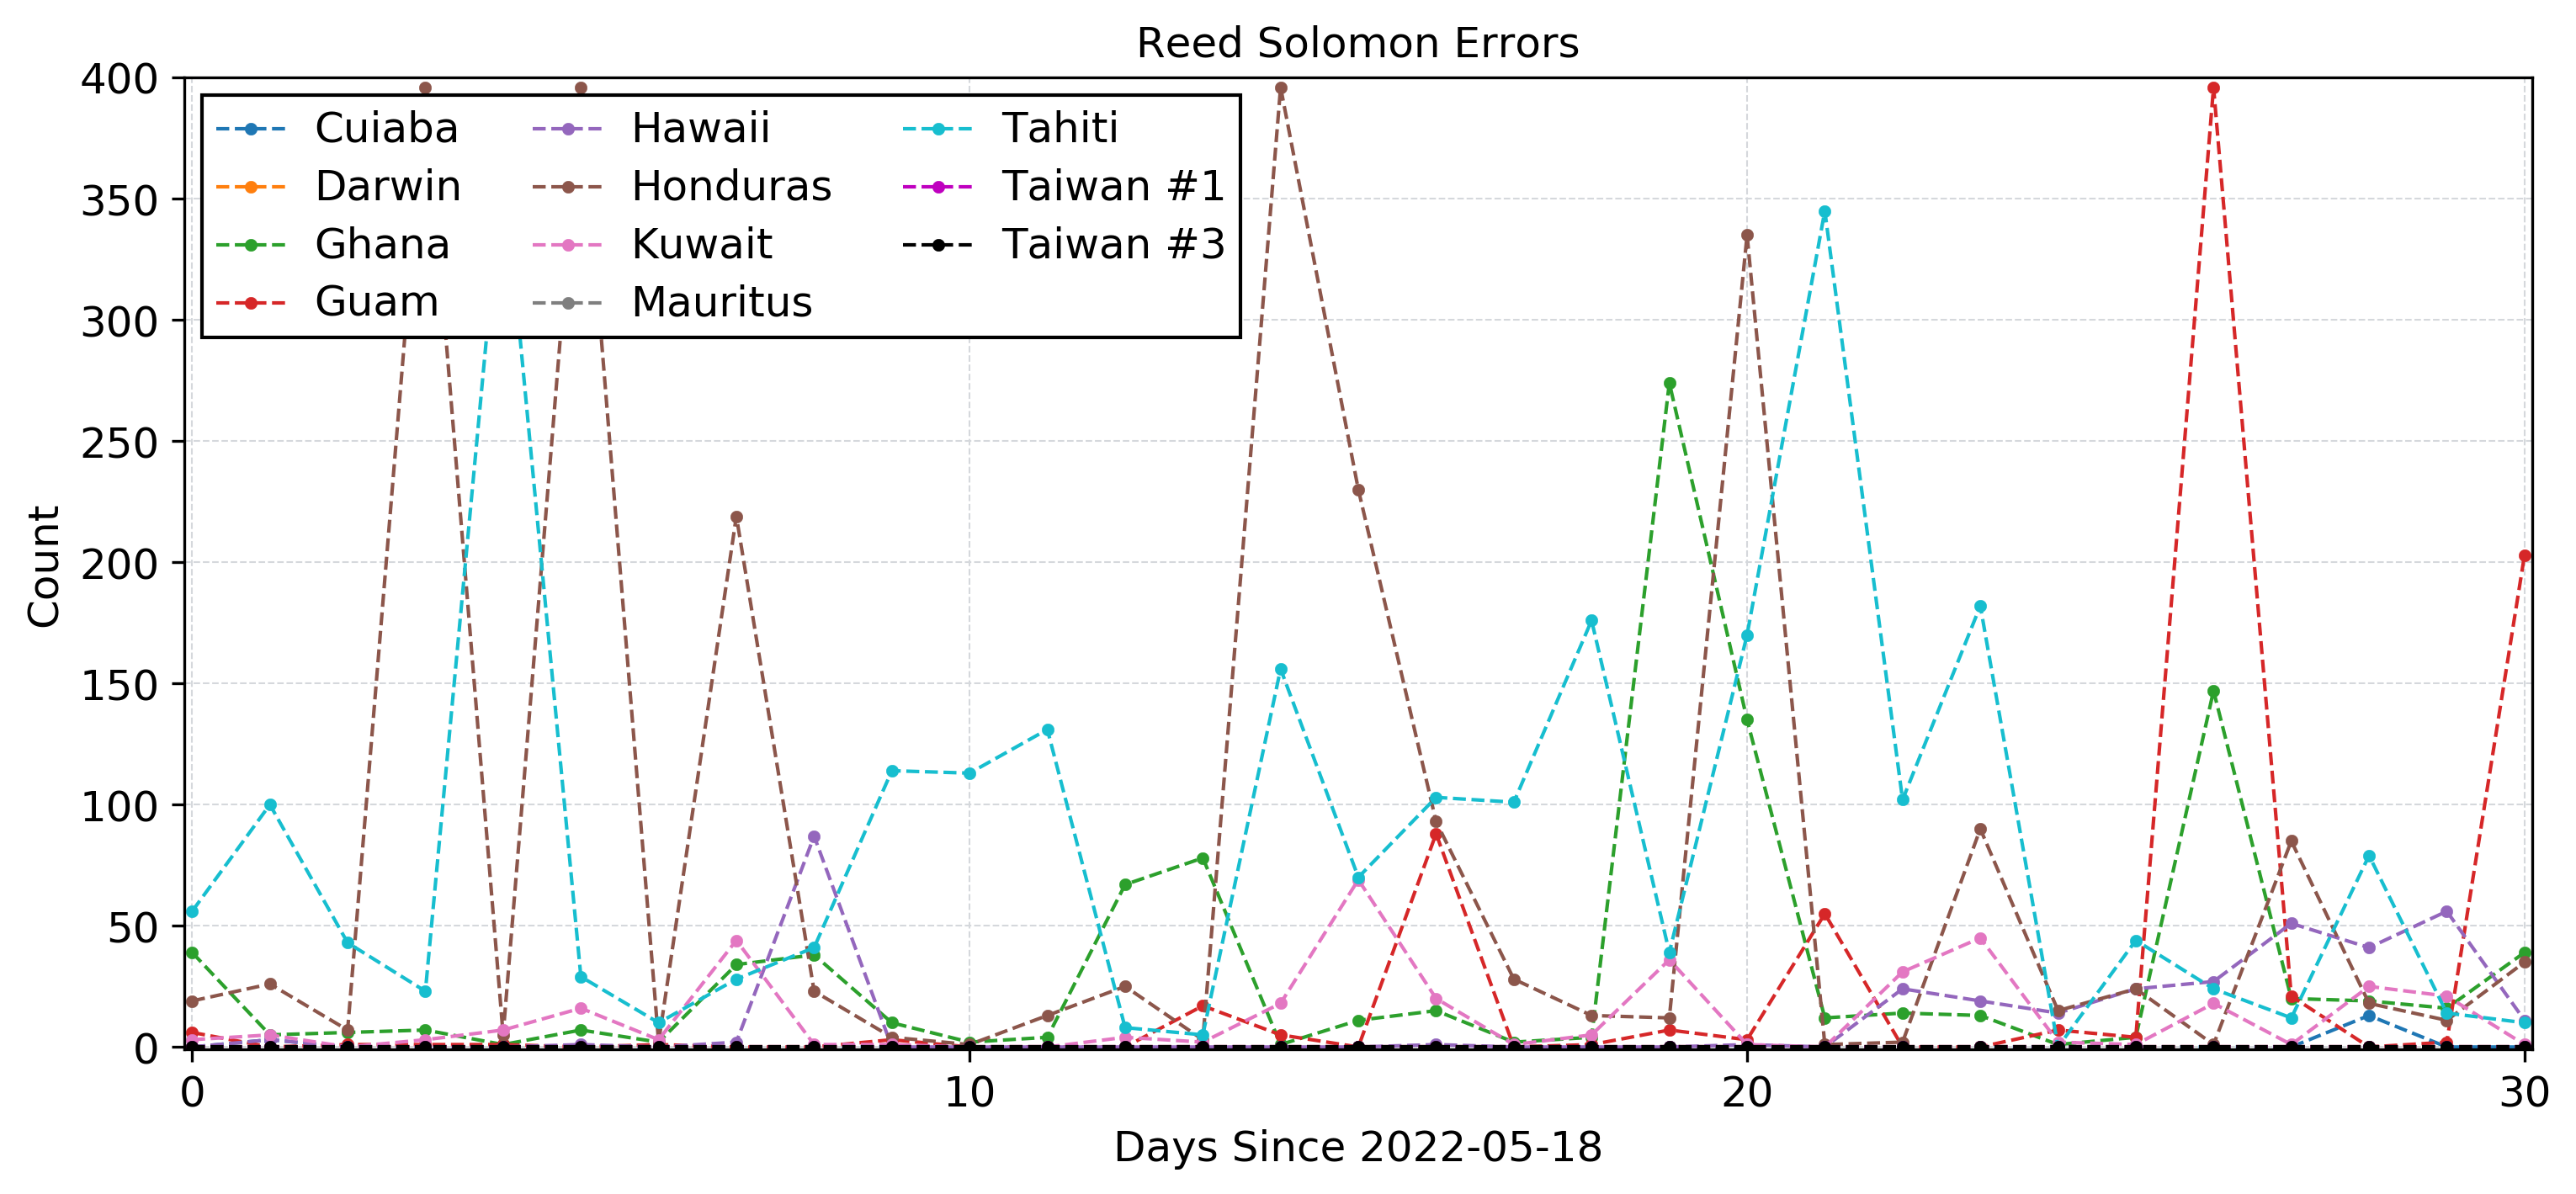 Reed Solomon Errors
400
350
300
250
200
150
100
50
0
Count
Cuiaba
Darwin
Ghana
Guam
Hawaii
Honduras
Kuwait
Mauritus
Tahiti
Taiwan #1
Taiwan #3
0 10 20 30
Days Since 2022-05-18